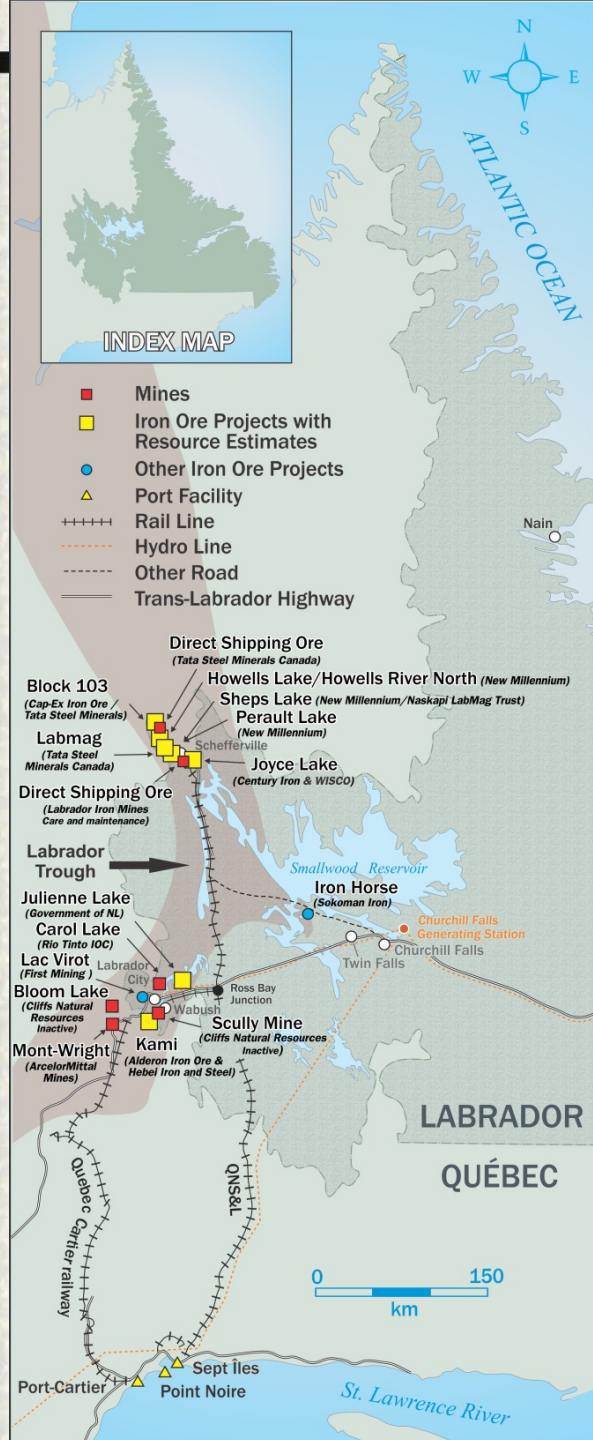 N
W E
S
ATLANTIC OCEAN
INDEX MAP
Mines
Iron Ore Projects with
Resource Estimates
Other Iron Ore Projects
Port Facility
Rail Line
Hydro Line
Other Road
Trans-Labrador Highway
Nain
Direct Shipping Ore
(Tata Steel Minerals Canada)
Howells Lake/Howells River North (New Millennium)
Block 103
(Cap-Ex Iron Ore
Tata Steel Minerals)
Sheps Lake (New Millennium/Naskapi LabMag Trust)
Perault Lake
(New Millennium)
Labmag
(Tata Steel
Minerals Canada)
Schefferville
Joyce Lake
(Century Iron & WISCO)
Direct Shipping Ore
(Labrador Iron Mines
Care and maintenance)
Labrador
Trough
Smallwood Reservoir
Iron Horse
(Sokoman Iron)
Julienne Lake
(Government of NL)
Carol Lake
(Rio Tinto IOC)
Churchill Falls
Generating Station
Twin Falls
Churchill Falls
Lac Virot
(First Mining )
Labrador
City
Bloom Lake
(Cliffs Natural
Resources
Inactive)
Wabush
Ross Bay
Junction
Scully Mine
(Cliffs Natural Resources
Inactive)
Mont-Wright
(ArcelorMittal
Mines)
Kami
(Alderon Iron Ore &
Hebei Iron and Steel)
LABRADOR
QUÉBEC
Quebec Cartier railway
QNS&L
0 150
km
Sept Îles
Port-Cartier
Point Noire
St. Lawrence River